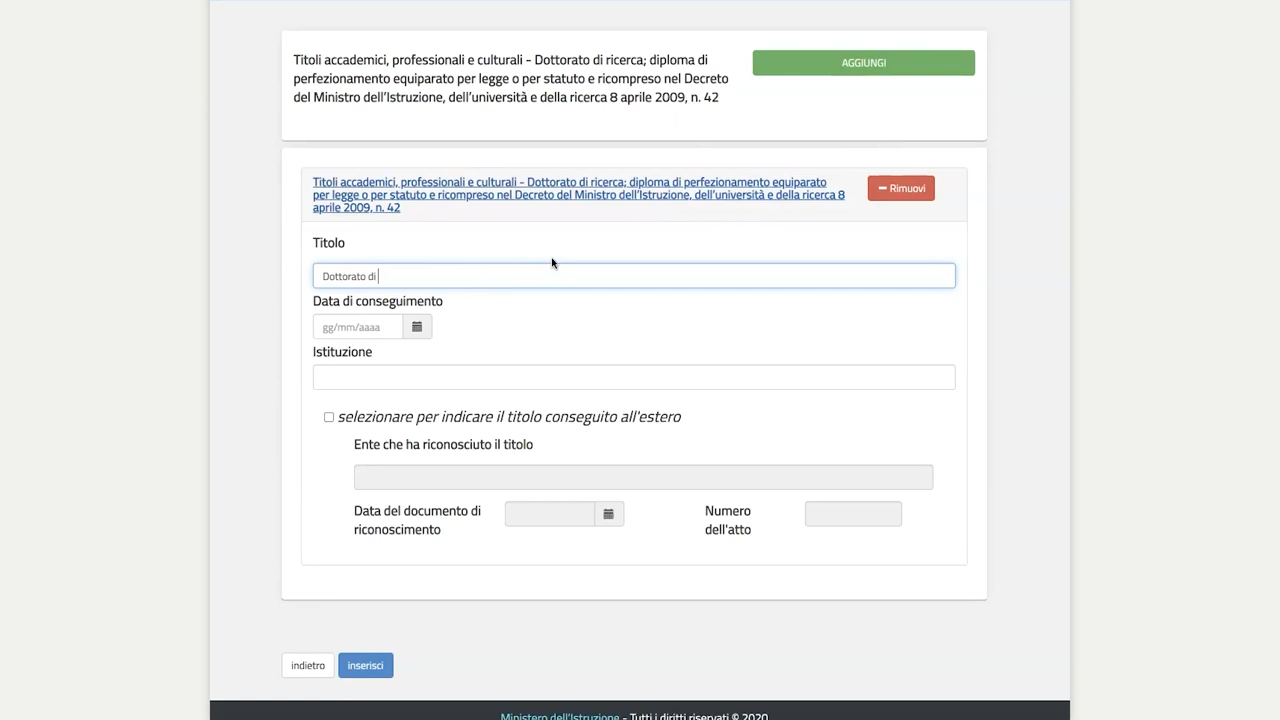 Titoli accademici, professionali e culturali - Dottorato di ricerca; diploma di
perfezionamento equiparato per legge o per statuto e ricompreso nel Decreto
del Ministro dell'Istruzione, dell'università e della ricerca 8 aprile 2009, n. 42
AGGIUNGI
Titoli accademici, professionali e culturali - Dottorato di ricerca; diploma di perfezionamento equiparato
per legge o per statuto e ricompreso nel Decreto del Ministro dell'Istruzione, dell'università e della ricerca 8
aprile 2009, n. 42
Rimuovi
Titolo
Dottorato di
Data di conseguimento
gg/mm/aaaa
Istituzione
selezionare per indicare il titolo conseguito all'estero
Ente che ha riconosciuto il titolo
Data del documento di
riconoscimento
Numero
dell'atto
indietro
inserisci
Ministero dell'Istruzione - Tutti i diritti riservati © 2020